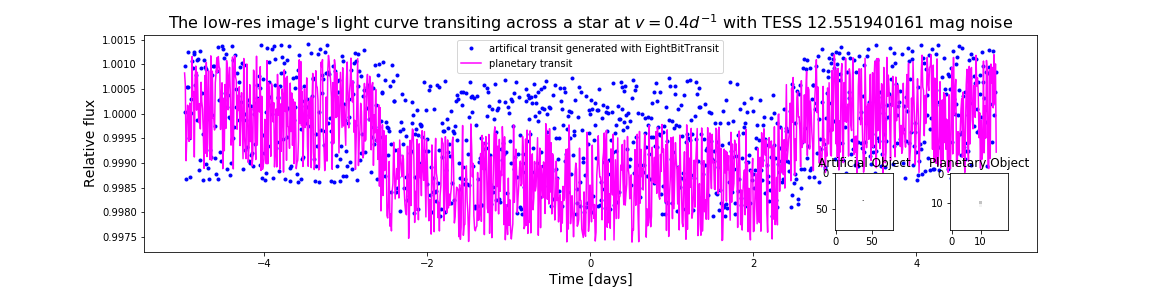 The low-res image's light curve transiting across a star at v = 0.4d⁻¹ with TESS 12.551940161 mag noise
artifical transit generated with EightBitTransit
planetary transit
Relative flux
1.0015
1.0010
1.0005
1.0000
0.9995
0.9990
0.9985
0.9980
0.9975
Artificial Object
0
50
0 50
Planetary Object
0
10
0 10
−4 −2 0 2 4
Time [days]